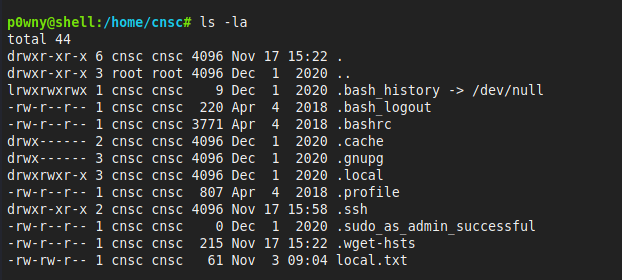 p0wny@shell:/home/cnsc# ls -la
total 44
drwxr-xr-x 6 cnsc cnsc 4096 Nov 17 15:22 .
drwxr-xr-x 3 root root 4096 Dec  1  2020 ..
lrwxrwxrwx 1 cnsc cnsc    9 Dec  1  2020 .bash_history -> /dev/null
-rw-r--r-- 1 cnsc cnsc  220 Apr  4  2018 .bash_logout
-rw-r--r-- 1 cnsc cnsc 3771 Apr  4  2018 .bashrc
drwx------ 2 cnsc cnsc 4096 Dec  1  2020 .cache
drwx------ 3 cnsc cnsc 4096 Dec  1  2020 .gnupg
drwxrwxr-x 3 cnsc cnsc 4096 Dec  1  2020 .local
-rw-r--r-- 1 cnsc cnsc  807 Apr  4  2018 .profile
drwxr-xr-x 2 cnsc cnsc 4096 Nov 17 15:58 .ssh
-rw-r--r-- 1 cnsc cnsc    0 Dec  1  2020 .sudo_as_admin_successful
-rw-r--r-- 1 cnsc cnsc  215 Nov 17 15:22 .wget-hsts
-rw-rw-r-- 1 cnsc cnsc   61 Nov  3 09:04 local.txt